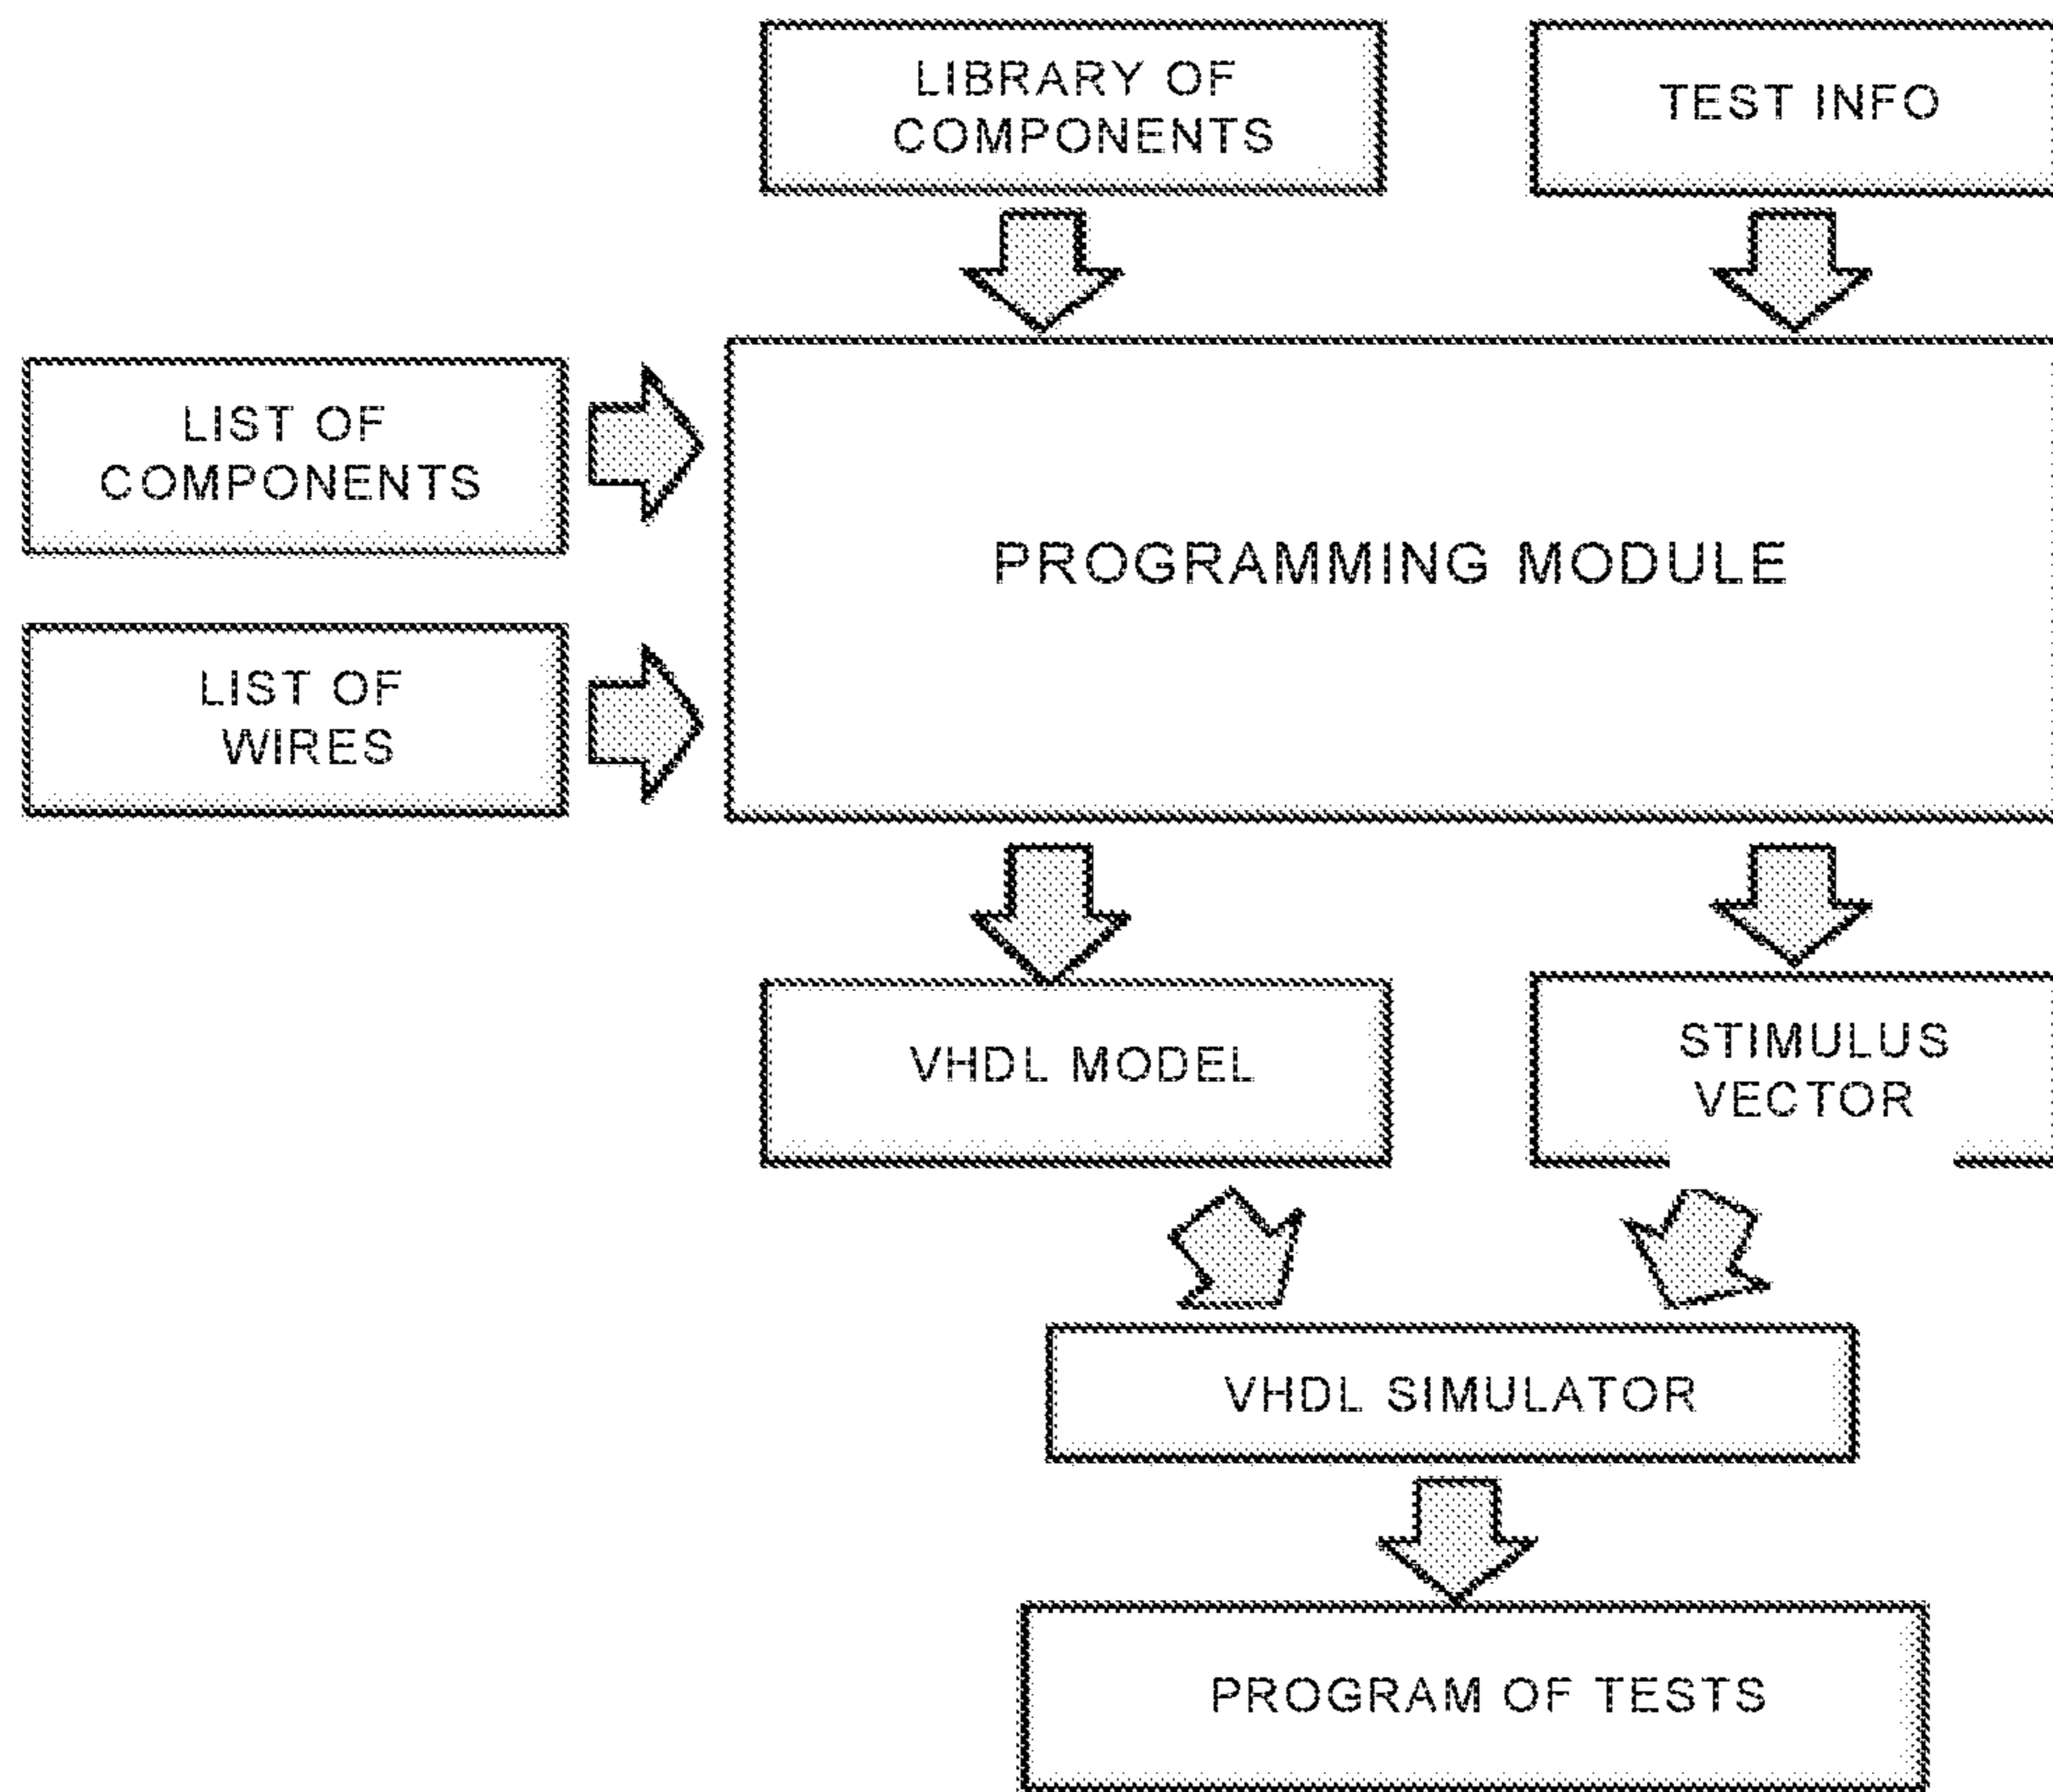 LIBRARY OF
COMPONENTS
TEST INFO
LIST OF
COMPONENTS
PROGRAMMING MODULE
LIST OF
WIRES
VHDL MODEL
STIMULUS
VECTOR
VHDL SIMULATOR
PROGRAM OF TESTS